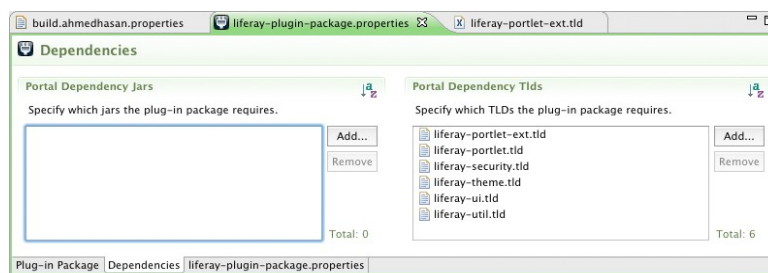 build.ahmedhasan.properties liferay-plugin-package.properties liferay-portlet-ext.tld
Dependencies
Portal Dependency Jars
Specify which jars the plug-in package requires.
Add...
Remove
Total: 0
Portal Dependency Tlds
Specify which TLDs the plug-in package requires.
liferay-portlet-ext.tld
liferay-portlet.tld
liferay-security.tld
liferay-theme.tld
liferay-ui.tld
liferay-util.tld
Add...
Remove
Total: 6
Plug-in Package Dependencies liferay-plugin-package.properties